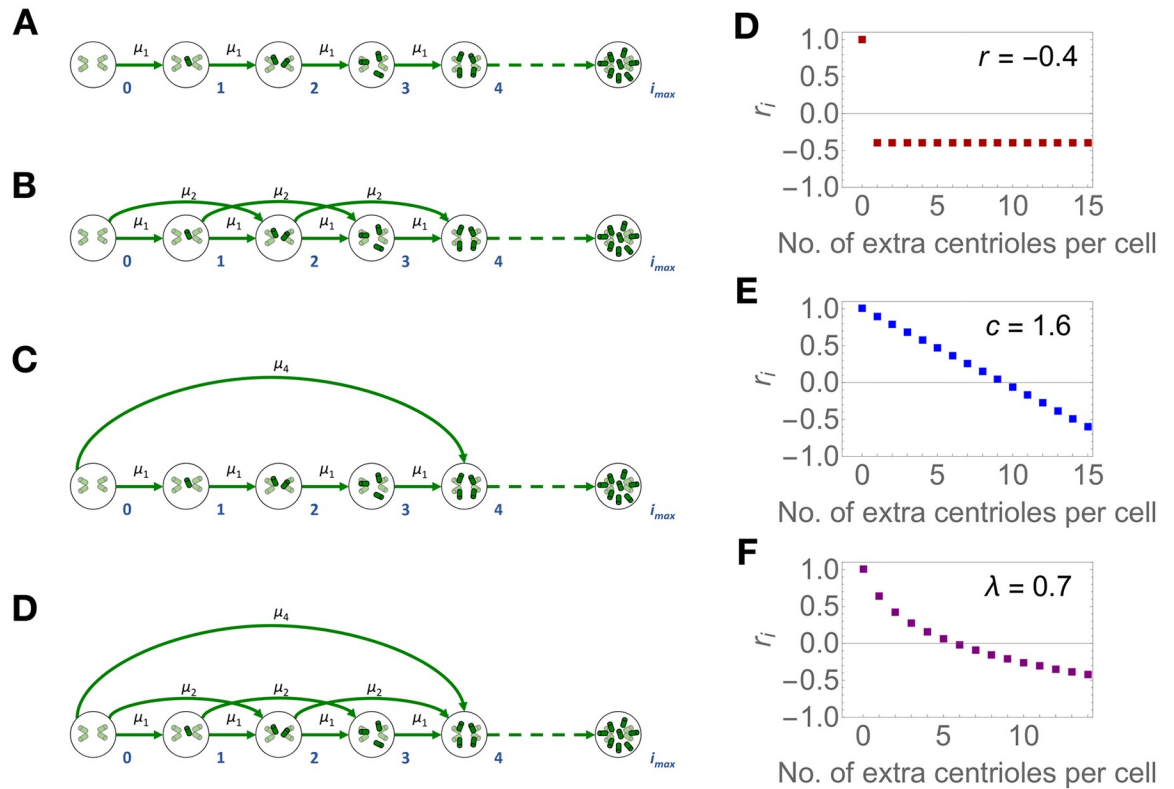 A
μ1 μ1 μ1 μ1
0 1 2 3 4 imax
B
μ2 μ2 μ2
μ1 μ1 μ1 μ1
0 1 2 3 4 imax
C
μ4
μ1 μ1 μ1 μ1
0 1 2 3 4 imax
D
μ4
μ2 μ2 μ2
μ1 μ1 μ1 μ1
0 1 2 3 4 imax
D
r = −0.4
1.0
0.5
0.0
−0.5
−1.0
ri
0 5 10 15
No. of extra centrioles per cell
E
c = 1.6
1.0
0.5
0.0
−0.5
−1.0
ri
0 5 10 15
No. of extra centrioles per cell
F
λ = 0.7
1.0
0.5
0.0
−0.5
−1.0
ri
0 5 10
No. of extra centrioles per cell